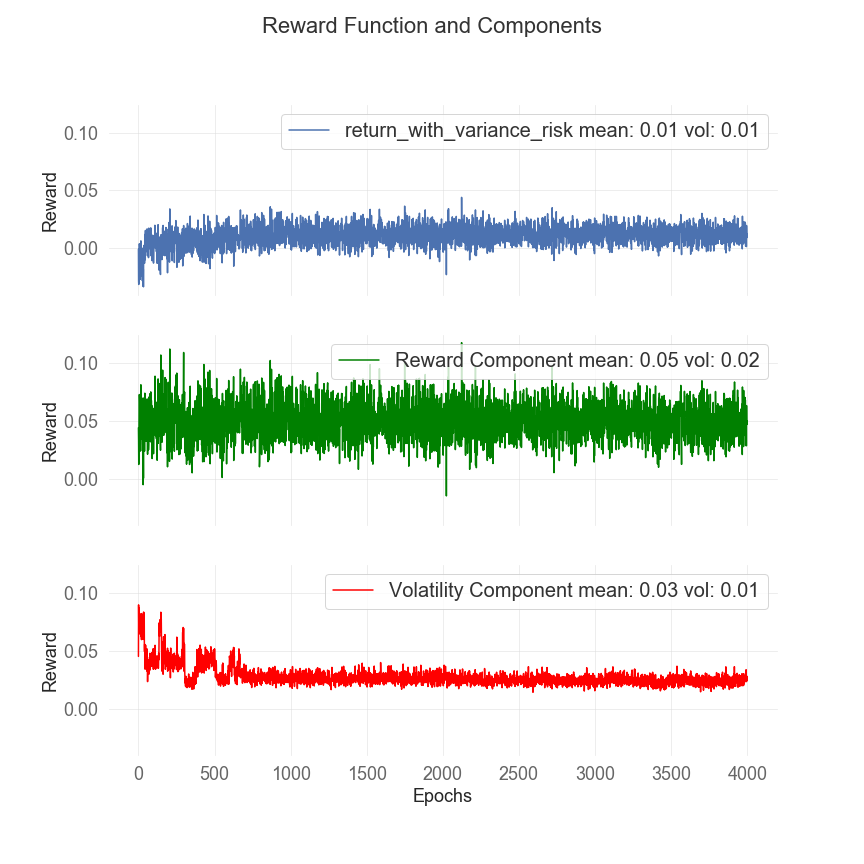 Reward Function and Components
return_with_variance_risk mean: 0.01 vol: 0.01
0.10
0.05
0.00
Reward
Reward Component mean: 0.05 vol: 0.02
0.10
0.05
0.00
Reward
Volatility Component mean: 0.03 vol: 0.01
0.10
0.05
0.00
Reward
0 500 1000 1500 2000 2500 3000 3500 4000
Epochs